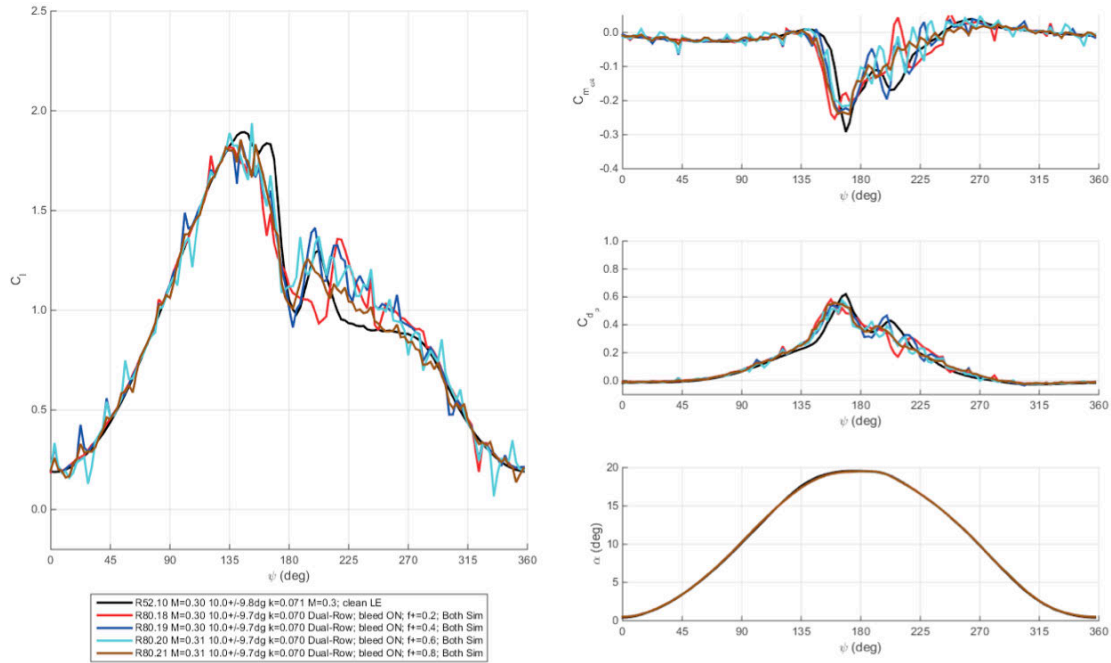 2.5
2.0
1.5
1.0
0.5
0.0
C_l
0 45 90 135 180 225 270 315 360
ψ (deg)
R52.10 M=0.30 10.0+/-9.8dg k=0.071 M=0.3; clean LE
R80.18 M=0.30 10.0+/-9.7dg k=0.070 Dual-Row; bleed ON; f+=0.2; Both Sim
R80.19 M=0.30 10.0+/-9.7dg k=0.070 Dual-Row; bleed ON; f+=0.4; Both Sim
R80.20 M=0.31 10.0+/-9.7dg k=0.070 Dual-Row; bleed ON; f+=0.6; Both Sim
R80.21 M=0.31 10.0+/-9.7dg k=0.070 Dual-Row; bleed ON; f+=0.8; Both Sim
0.0
-0.1
-0.2
-0.3
-0.4
0 45 90 135 180 225 270 315 360
ψ (deg)
1.0
0.8
0.6
0.4
0.2
0.0
0 45 90 135 180 225 270 315 360
ψ (deg)
20
15
10
5
0
α (deg)
0 45 90 135 180 225 270 315 360
ψ (deg)